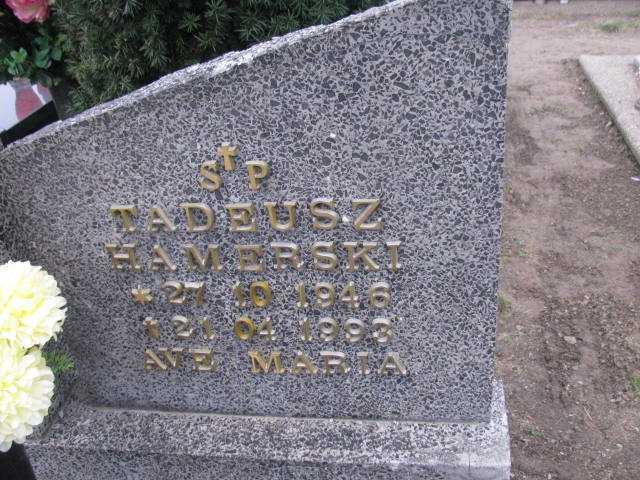 S✝P
TADEUSZ
HAMERSKI
* 27 10 1946
✝ 21 04 1993
AVE MARIA